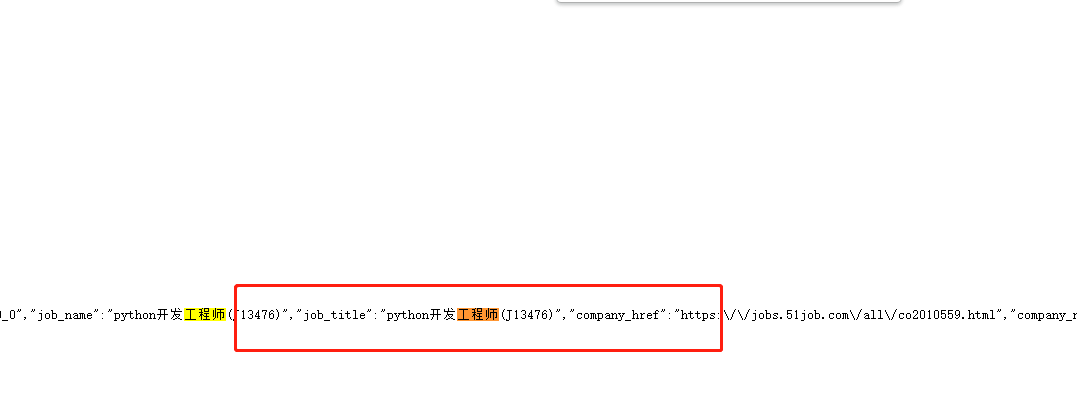 _0","job_name":"python开发工程师(J13476)","job_title":"python开发工程师(J13476)","company_href":"https:\/\/jobs.51job.com\/all\/co2010559.html","company_